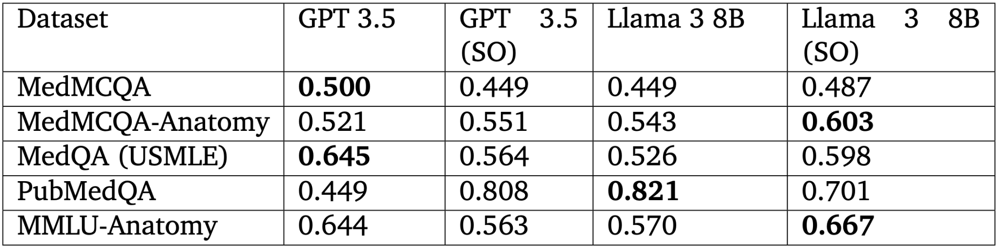 Dataset GPT 3.5 GPT 3.5 (SO) Llama 3 8B Llama 3 8B (SO)
MedMCQA 0.500 0.449 0.449 0.487
MedMCQA-Anatomy 0.521 0.551 0.543 0.603
MedQA (USMLE) 0.645 0.564 0.526 0.598
PubMedQA 0.449 0.808 0.821 0.701
MMLU-Anatomy 0.644 0.563 0.570 0.667